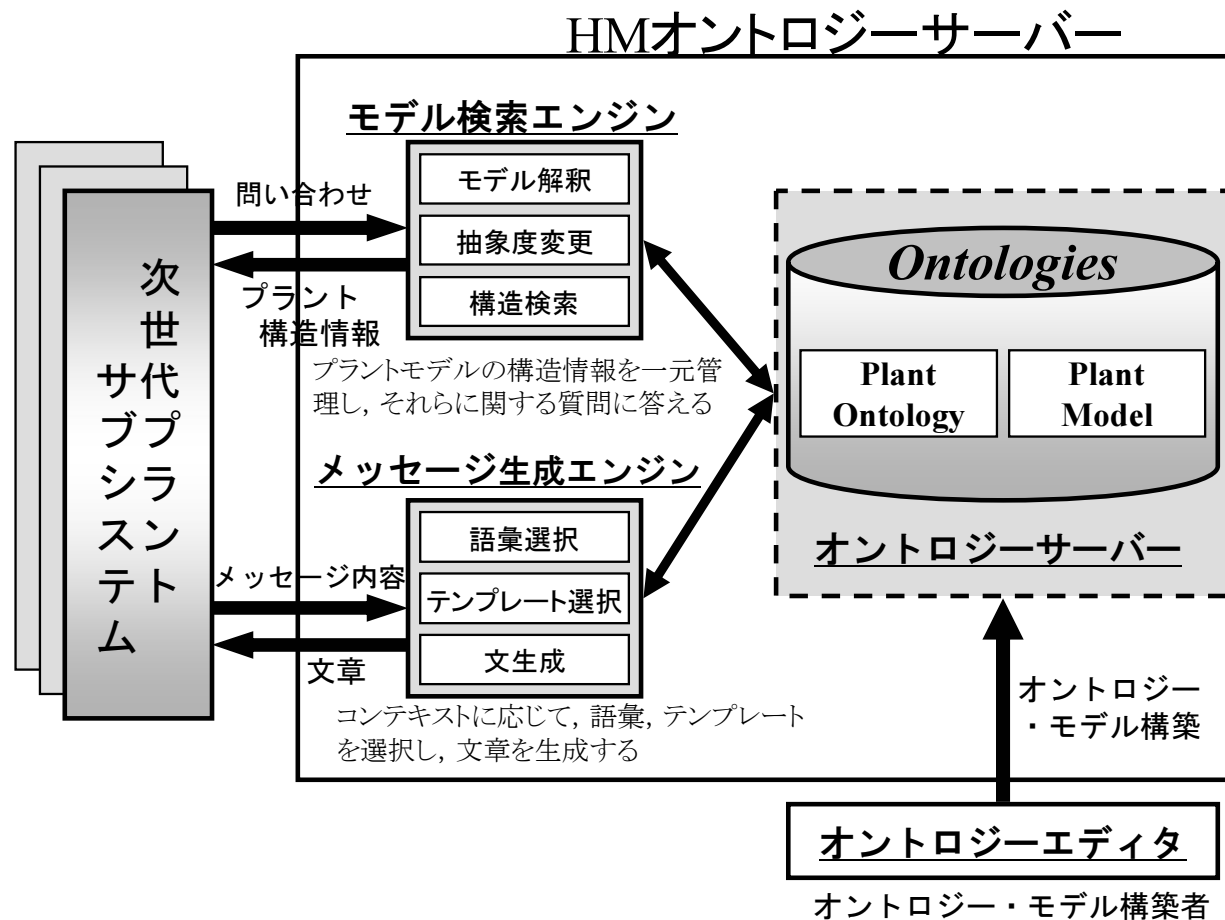 HMオントロジーサーバー
モデル検索エンジン
モデル解釈
抽象度変更
構造検索
問い合わせ
プラント
構造情報
プラントモデルの構造情報を一元管
理し, それらに関する質問に答える
次世代プラント
サブシステム
メッセージ生成エンジン
語彙選択
テンプレート選択
文生成
メッセージ内容
文章
コンテキストに応じて, 語彙, テンプレート
を選択し, 文章を生成する
Ontologies
Plant
Ontology
Plant
Model
オントロジーサーバー
オントロジー
・モデル構築
オントロジーエディタ
オントロジー・モデル構築者